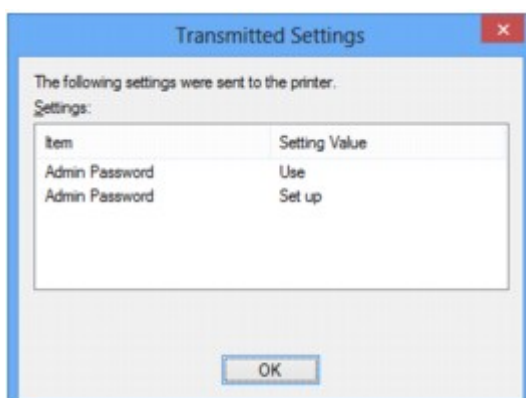 Transmitted Settings
The following settings were sent to the printer.
Settings:
Item Setting Value
Admin Password Use
Admin Password Set up
OK